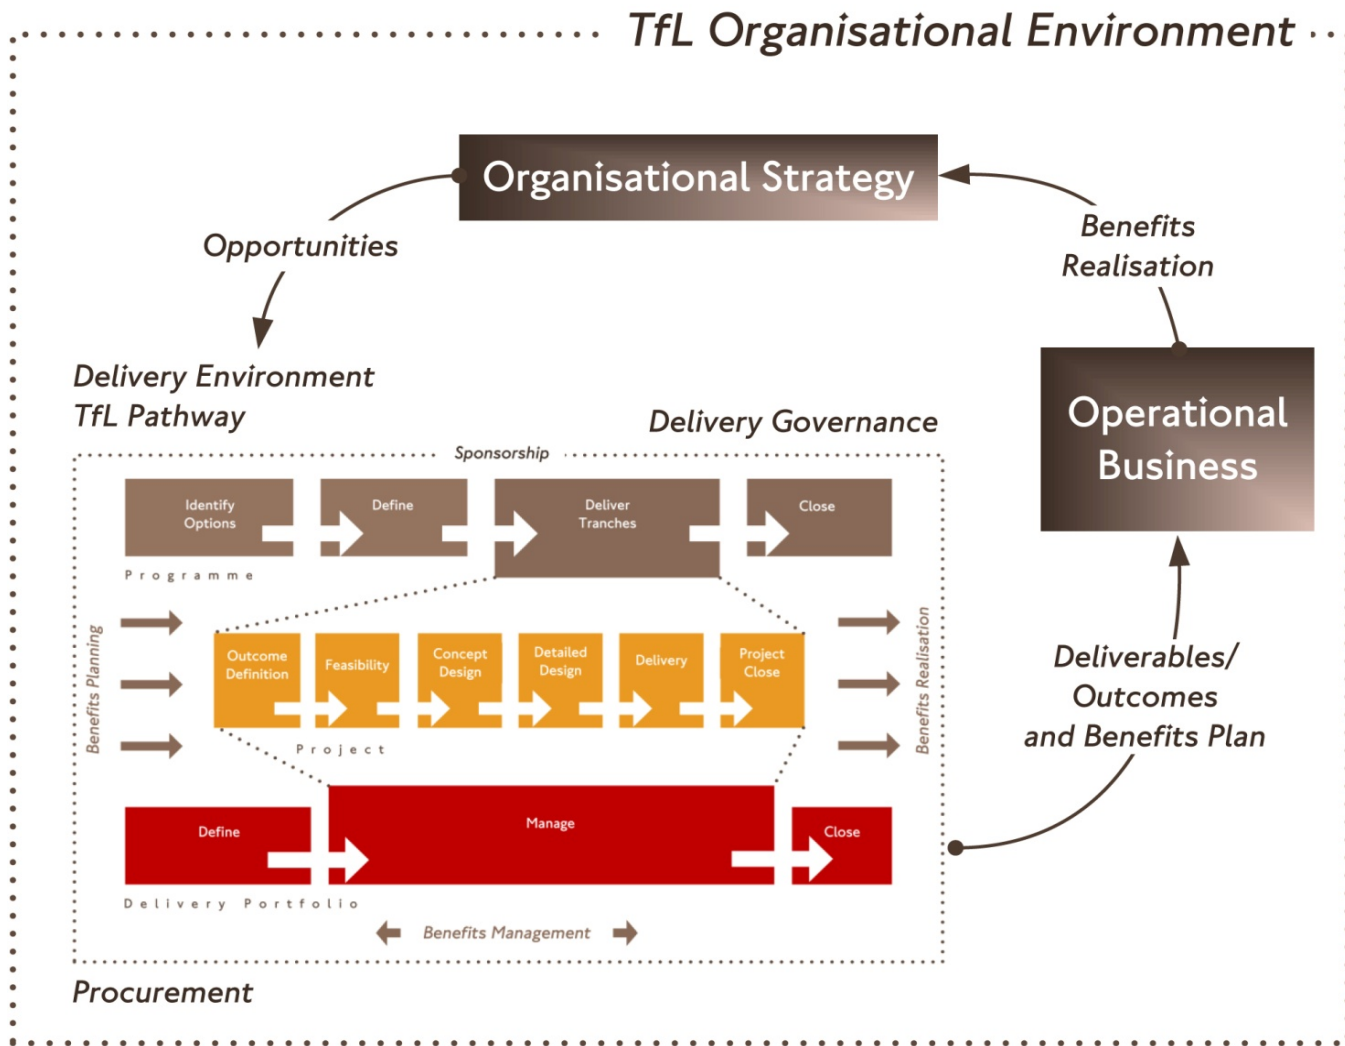 TfL Organisational Environment
Organisational Strategy
Opportunities
Benefits
Realisation
Operational
Business
Delivery Environment
TfL Pathway
Delivery Governance
Sponsorship
Identify
Options
Define
Deliver
Tranches
Close
Programme
Benefits Planning
Outcome
Definition
Feasibility
Concept
Design
Detailed
Design
Delivery
Project
Close
Project
Benefits Realisation
Deliverables/
Outcomes
and Benefits Plan
Define
Manage
Close
Delivery Portfolio
Benefits Management
Procurement